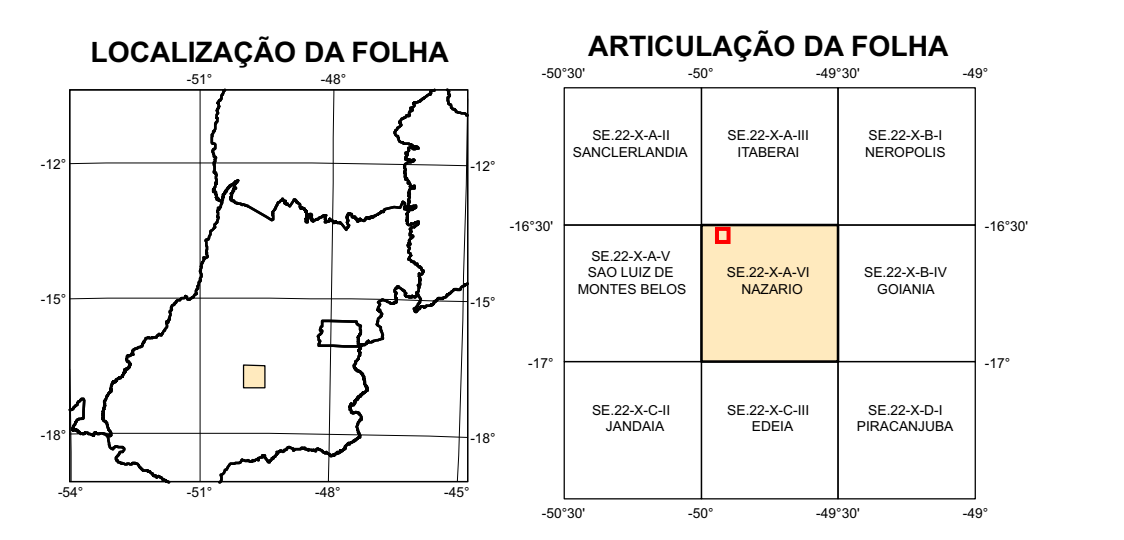 LOCALIZAÇÃO DA FOLHA
-51° -48°
-12° -12°
-15° -15°
-18° -18°
-54° -51° -48° -45°
ARTICULAÇÃO DA FOLHA
-50°30' -50° -49°30' -49°
SE.22-X-A-II
SANCLERLANDIA
SE.22-X-A-III
ITABERAI
SE.22-X-B-I
NEROPOLIS
-16°30' -16°30'
SE.22-X-A-V
SAO LUIZ DE
MONTES BELOS
SE.22-X-A-VI
NAZARIO
SE.22-X-B-IV
GOIANIA
-17° -17°
SE.22-X-C-II
JANDAIA
SE.22-X-C-III
EDEIA
SE.22-X-D-I
PIRACANJUBA
-50°30' -50° -49°30' -49°